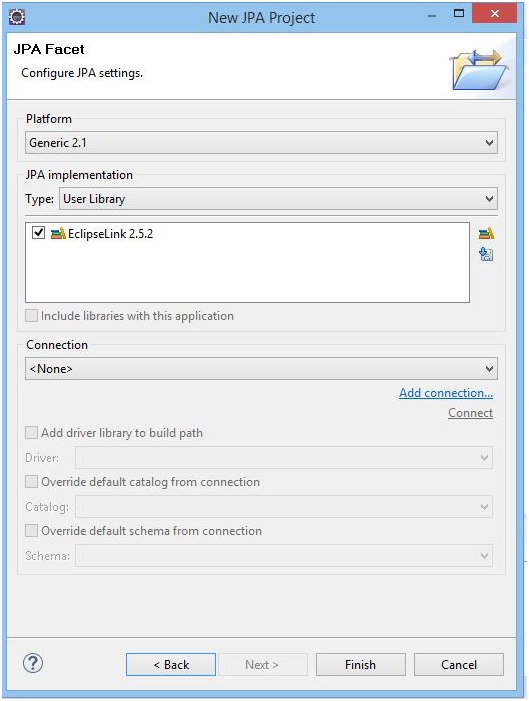 New JPA Project
JPA Facet
Configure JPA settings.
Platform
Generic 2.1
JPA implementation
Type: User Library
EclipseLink 2.5.2
Include libraries with this application
Connection
<None>
Add connection...
Connect
Add driver library to build path
Driver:
Override default catalog from connection
Catalog:
Override default schema from connection
Schema:
? < Back Next > Finish Cancel